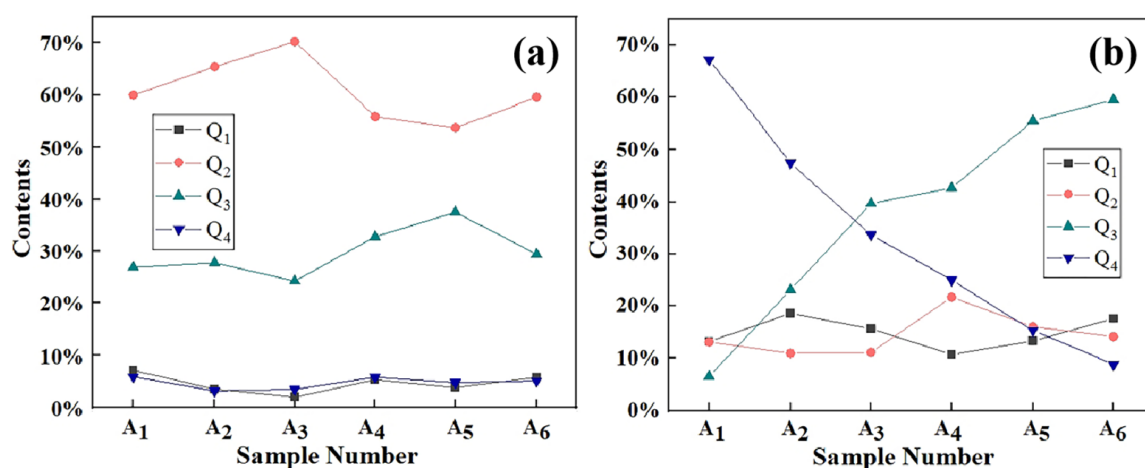 (a)
70%
60%
50%
40%
30%
20%
10%
0%
Contents
Q1
Q2
Q3
Q4
A1 A2 A3 A4 A5 A6
Sample Number
(b)
70%
60%
50%
40%
30%
20%
10%
0%
Contents
Q1
Q2
Q3
Q4
A1 A2 A3 A4 A5 A6
Sample Number